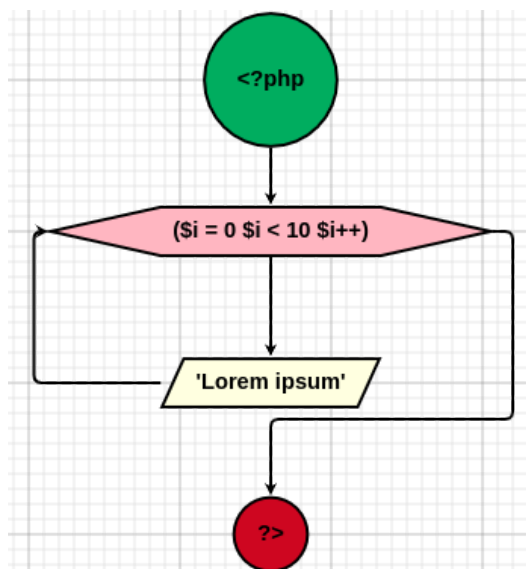 <?php
($i = 0 $i < 10 $i++)
'Lorem ipsum'
?>